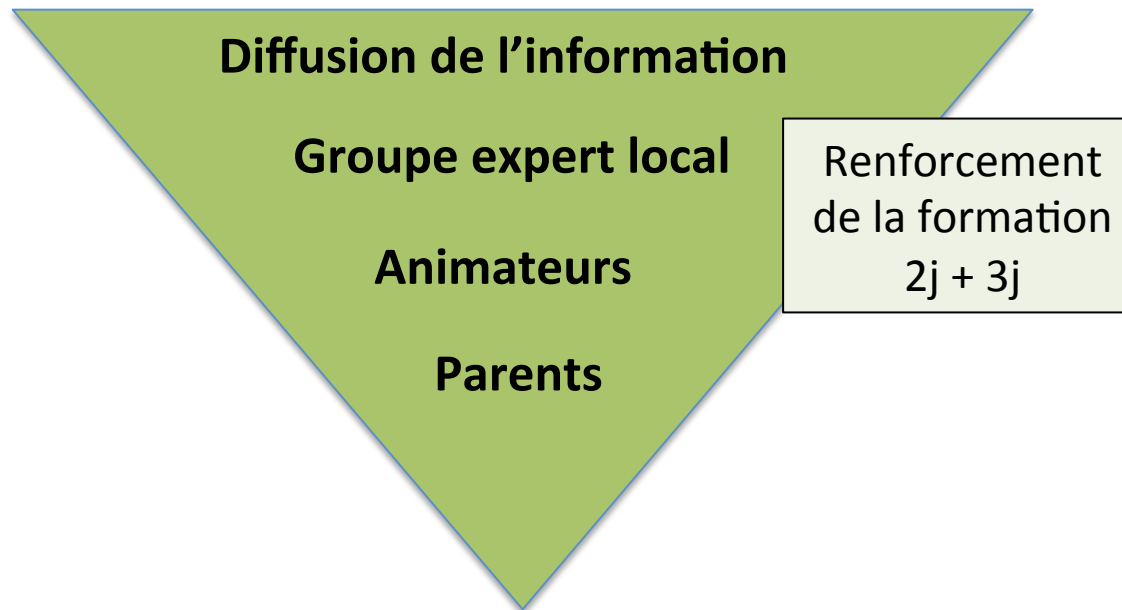 Diffusion de l’information
Groupe expert local
Renforcement
de la formation
2j + 3j
Animateurs
Parents